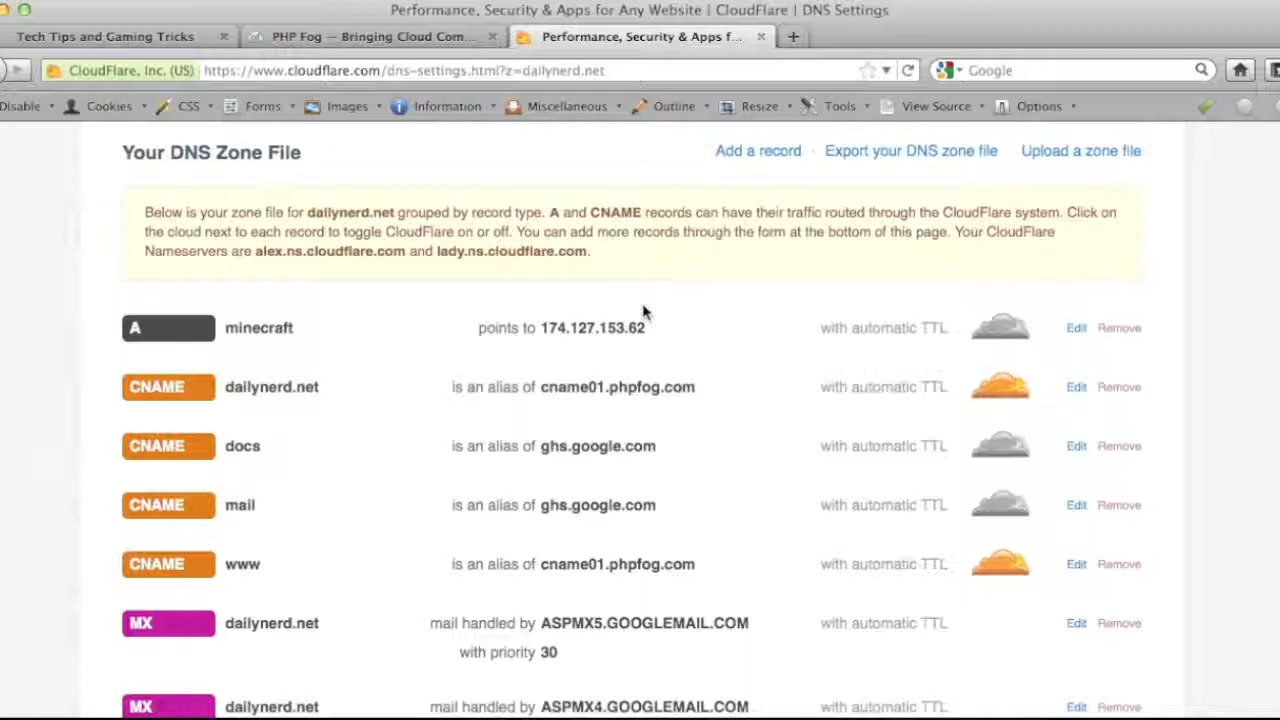 Performance, Security & Apps for Any Website | CloudFlare | DNS Settings
Tech Tips and Gaming Tricks
PHP Fog — Bringing Cloud Com...
Performance, Security & Apps f...
CloudFlare, Inc. (US) https://www.cloudflare.com/dns-settings.html?z=dailynerd.net Google
Disable Cookies CSS Forms Images Information Miscellaneous Outline Resize Tools View Source Options
Your DNS Zone File
Add a record · Export your DNS zone file Upload a zone file
Below is your zone file for dailynerd.net grouped by record type. A and CNAME records can have their traffic routed through the CloudFlare system. Click on
the cloud next to each record to toggle CloudFlare on or off. You can add more records through the form at the bottom of this page. Your CloudFlare
Nameservers are alex.ns.cloudflare.com and lady.ns.cloudflare.com.
A minecraft points to 174.127.153.62 with automatic TTL Edit Remove
CNAME dailynerd.net is an alias of cname01.phpfog.com with automatic TTL Edit Remove
CNAME docs is an alias of ghs.google.com with automatic TTL Edit Remove
CNAME mail is an alias of ghs.google.com with automatic TTL Edit Remove
CNAME www is an alias of cname01.phpfog.com with automatic TTL Edit Remove
MX dailynerd.net mail handled by ASPMX5.GOOGLEMAIL.COM with automatic TTL Edit Remove
with priority 30
MX dailynerd.net mail handled by ASPMX4.GOOGLEMAIL.COM with automatic TTL Edit Remove